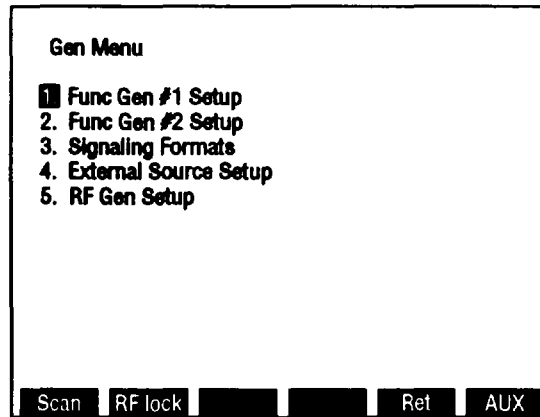 Gen Menu
1. Func Gen #1 Setup
2. Func Gen #2 Setup
3. Signaling Formats
4. External Source Setup
5. RF Gen Setup
Scan RF lock Ret AUX